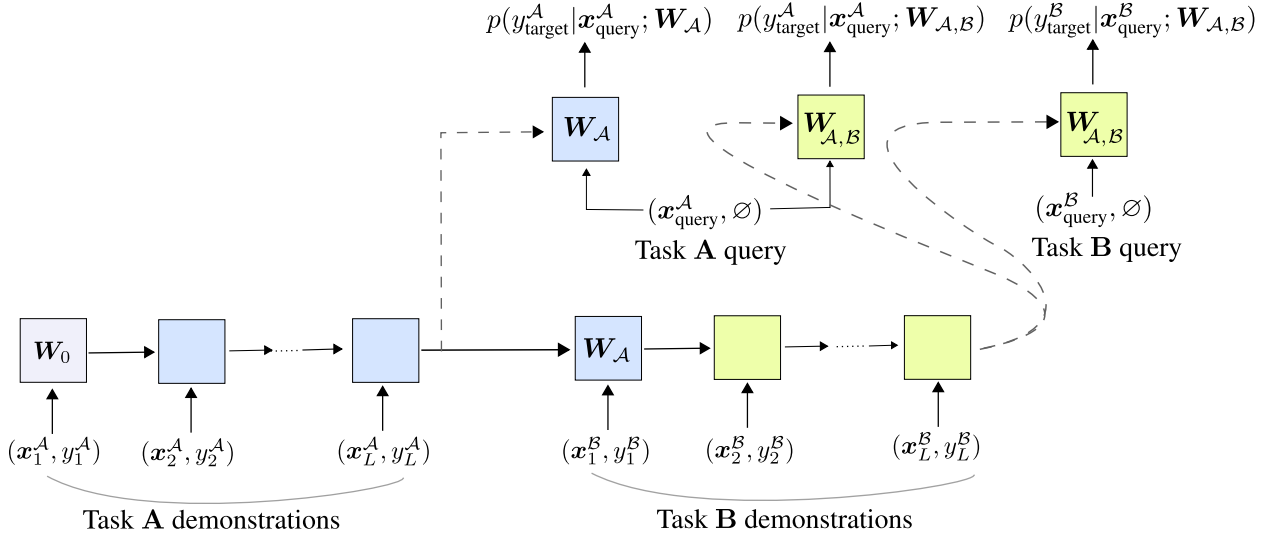 p(y^𝒜_target|x^𝒜_query; W_𝒜) p(y^𝒜_target|x^𝒜_query; W_𝒜,ℬ) p(y^ℬ_target|x^ℬ_query; W_𝒜,ℬ)
W_𝒜 W_𝒜,ℬ W_𝒜,ℬ
(x^𝒜_query, ∅) (x^ℬ_query, ∅)
Task A query Task B query
W_0 W_𝒜
(x^𝒜_1, y^𝒜_1) (x^𝒜_2, y^𝒜_2) (x^𝒜_L, y^𝒜_L) (x^ℬ_1, y^ℬ_1) (x^ℬ_2, y^ℬ_2) (x^ℬ_L, y^ℬ_L)
Task A demonstrations Task B demonstrations